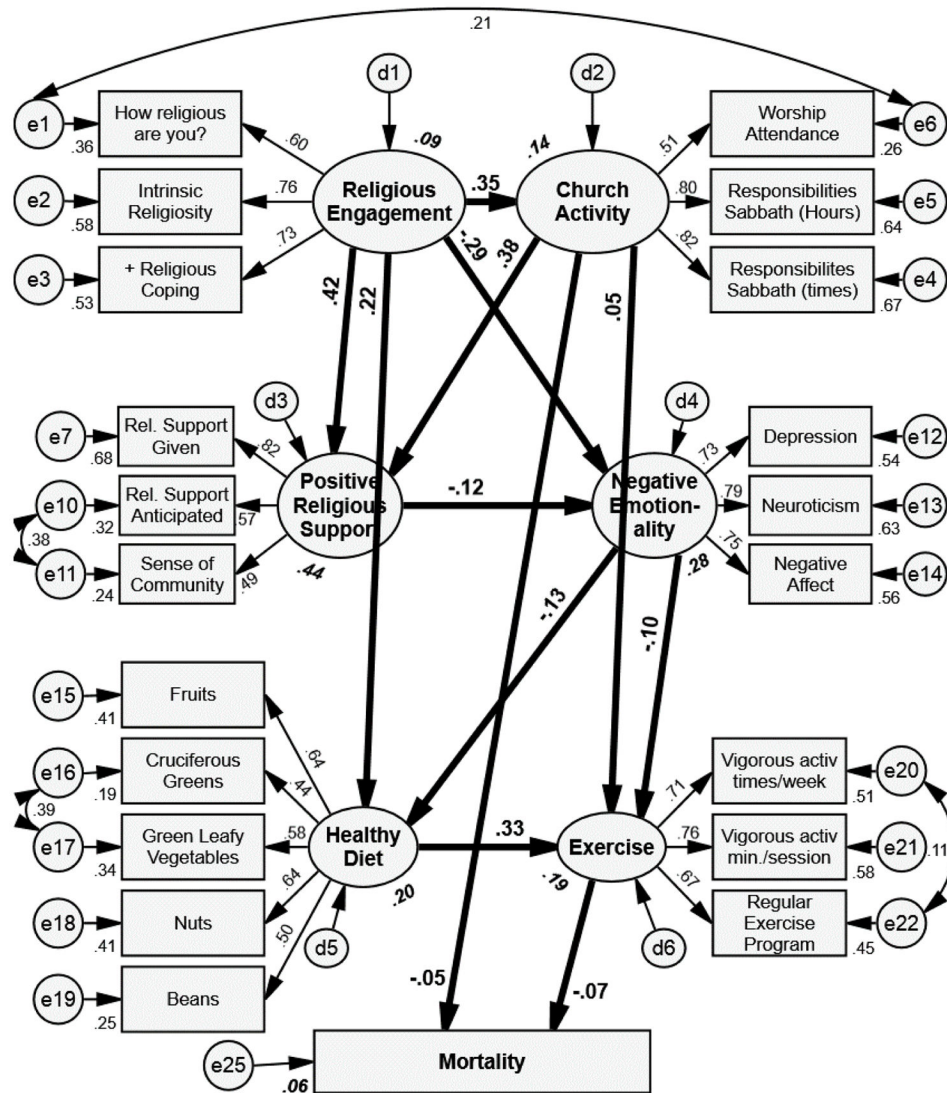 .21
d1
d2
e1
.36
How religious
are you?
.60
.09
.14
.51
Worship
Attendance
e6
.26
e2
.58
Intrinsic
Religiosity
.76
Religious
Engagement
.35
Church
Activity
.80
Responsibilities
Sabbath (Hours)
e5
.64
e3
.53
+ Religious
Coping
.73
.42
.22
-.29
.38
.05
.82
Responsibilites
Sabbath (times)
e4
.67
d3
d4
e7
.68
Rel. Support
Given
.82
.73
Depression
e12
.54
e10
.32
Rel. Support
Anticipated
.57
Positive
Religious
Support
-.12
Negative
Emotion-
ality
.79
Neuroticism
e13
.63
.38
e11
.24
Sense of
Community
.49
.44
.28
.75
Negative
Affect
e14
.56
-.13
-.10
e15
.41
Fruits
.64
e16
.19
Cruciferous
Greens
.44
.71
Vigorous activ
times/week
e20
.51
.39
e17
.34
Green Leafy
Vegetables
.58
Healthy
Diet
.33
Exercise
.76
Vigorous activ
min./session
e21
.58
.11
e18
.41
Nuts
.64
.20
.19
.67
Regular
Exercise
Program
e22
.45
d5
d6
e19
.25
Beans
.50
-.05
-.07
e25
.06
Mortality